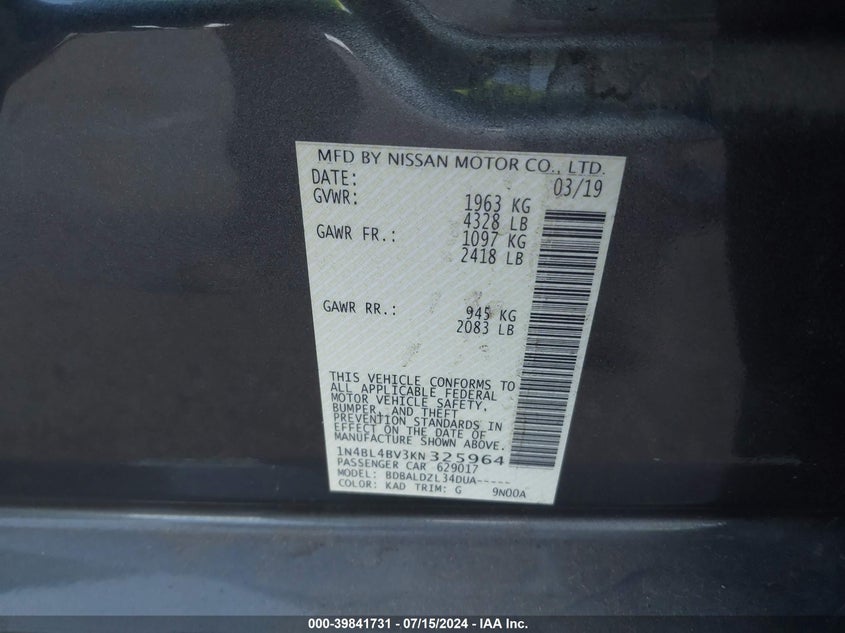 MFD BY NISSAN MOTOR CO., LTD.
DATE: 03/19
GVWR: 1963 KG
4328 LB
GAWR FR.: 1097 KG
2418 LB
GAWR RR.: 945 KG
2083 LB
THIS VEHICLE CONFORMS TO
ALL APPLICABLE FEDERAL
MOTOR VEHICLE SAFETY,
BUMPER, AND THEFT
PREVENTION STANDARDS IN
EFFECT ON THE DATE OF
MANUFACTURE SHOWN ABOVE.
1N4BL4BV3KN325964
PASSENGER CAR 629017
MODEL: BDBALDZL34DUA-----
COLOR: KAD TRIM: G 9N00A
000-39841731 - 07/15/2024 - IAA Inc.